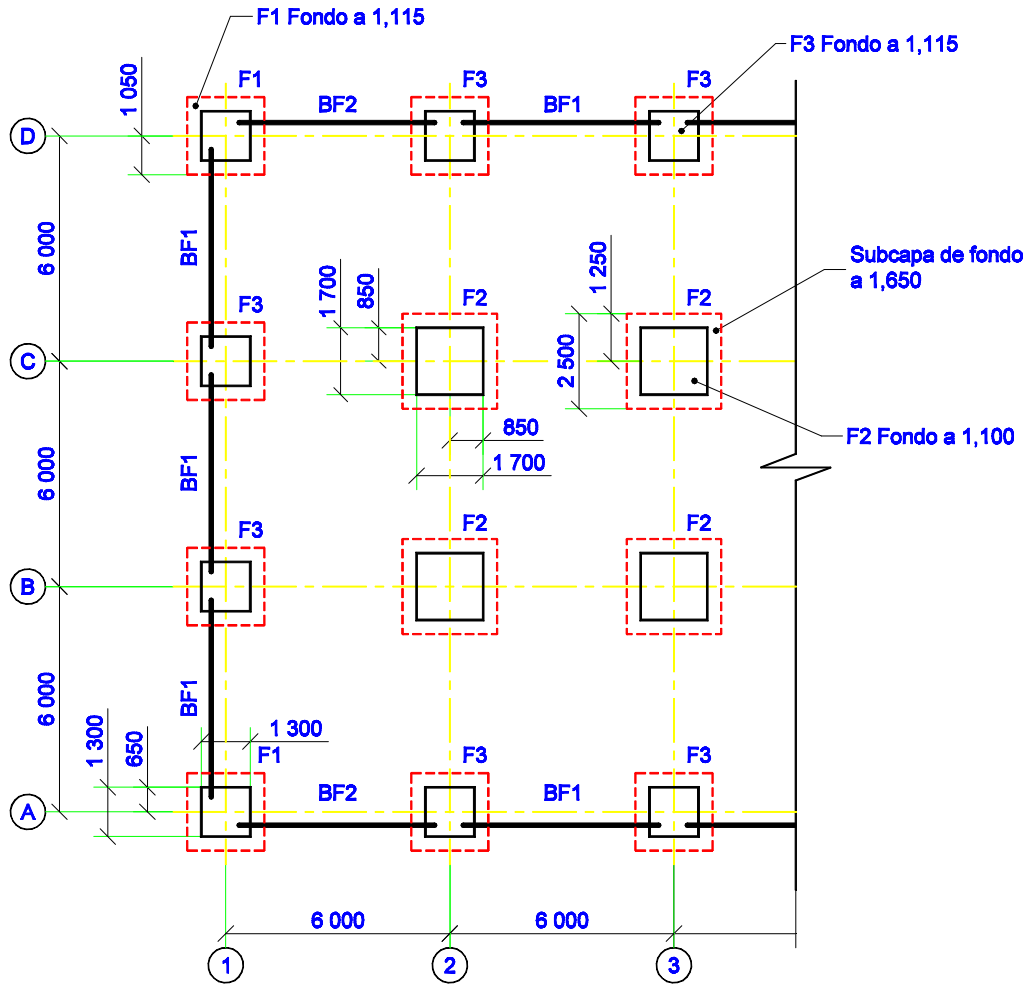 F1 Fondo a 1,115
F3 Fondo a 1,115
1 050
F1
F3
F3
BF2
BF1
D
6 000
BF1
1 700
850
1 250
Subcapa de fondo
a 1,650
F3
F2
F2
C
2 500
850
F2 Fondo a 1,100
1 700
6 000
BF1
F3
F2
F2
B
6 000
BF1
1 300
650
1 300
F1
F3
F3
BF2
BF1
A
6 000
6 000
1
2
3